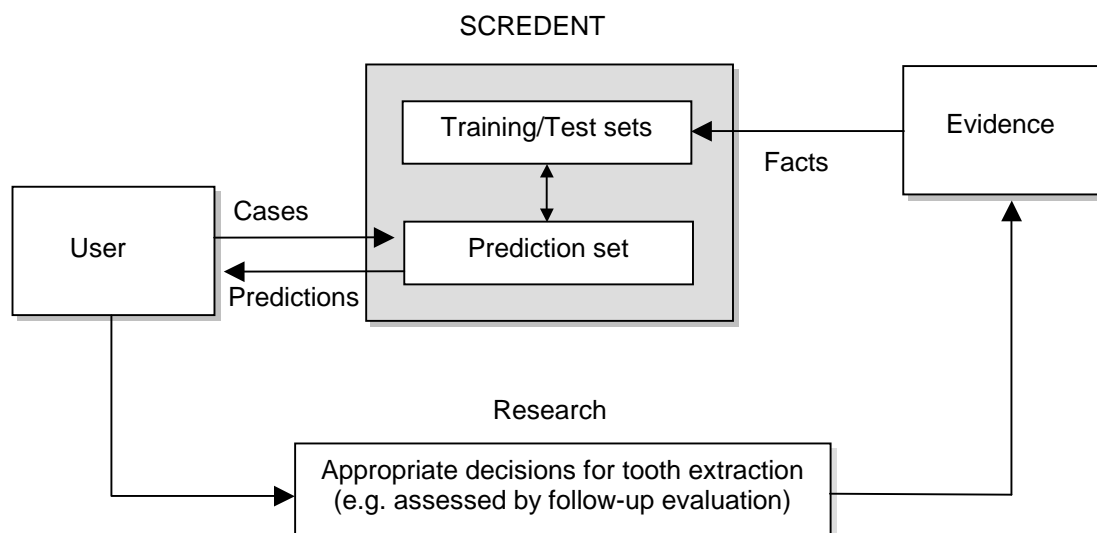 SCREDENT
Training/Test sets
Evidence
Facts
Cases
User
Prediction set
Predictions
Research
Appropriate decisions for tooth extraction
(e.g. assessed by follow-up evaluation)